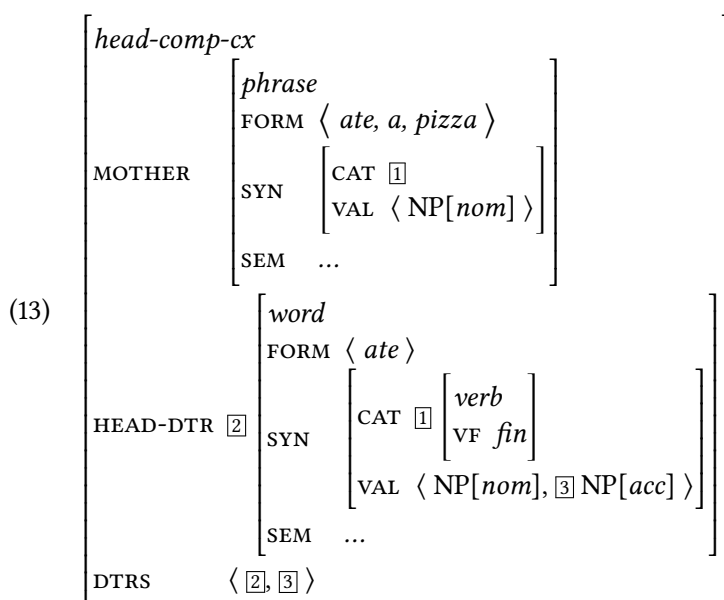 head-comp-cx
phrase
FORM ⟨ ate, a, pizza ⟩
MOTHER
SYN
CAT 1
VAL ⟨ NP[nom] ⟩
SEM ...
(13)
word
FORM ⟨ ate ⟩
HEAD-DTR 2
SYN
CAT 1
verb
VF fin
VAL ⟨ NP[nom], 3 NP[acc] ⟩
SEM ...
DTRS ⟨ 2, 3 ⟩